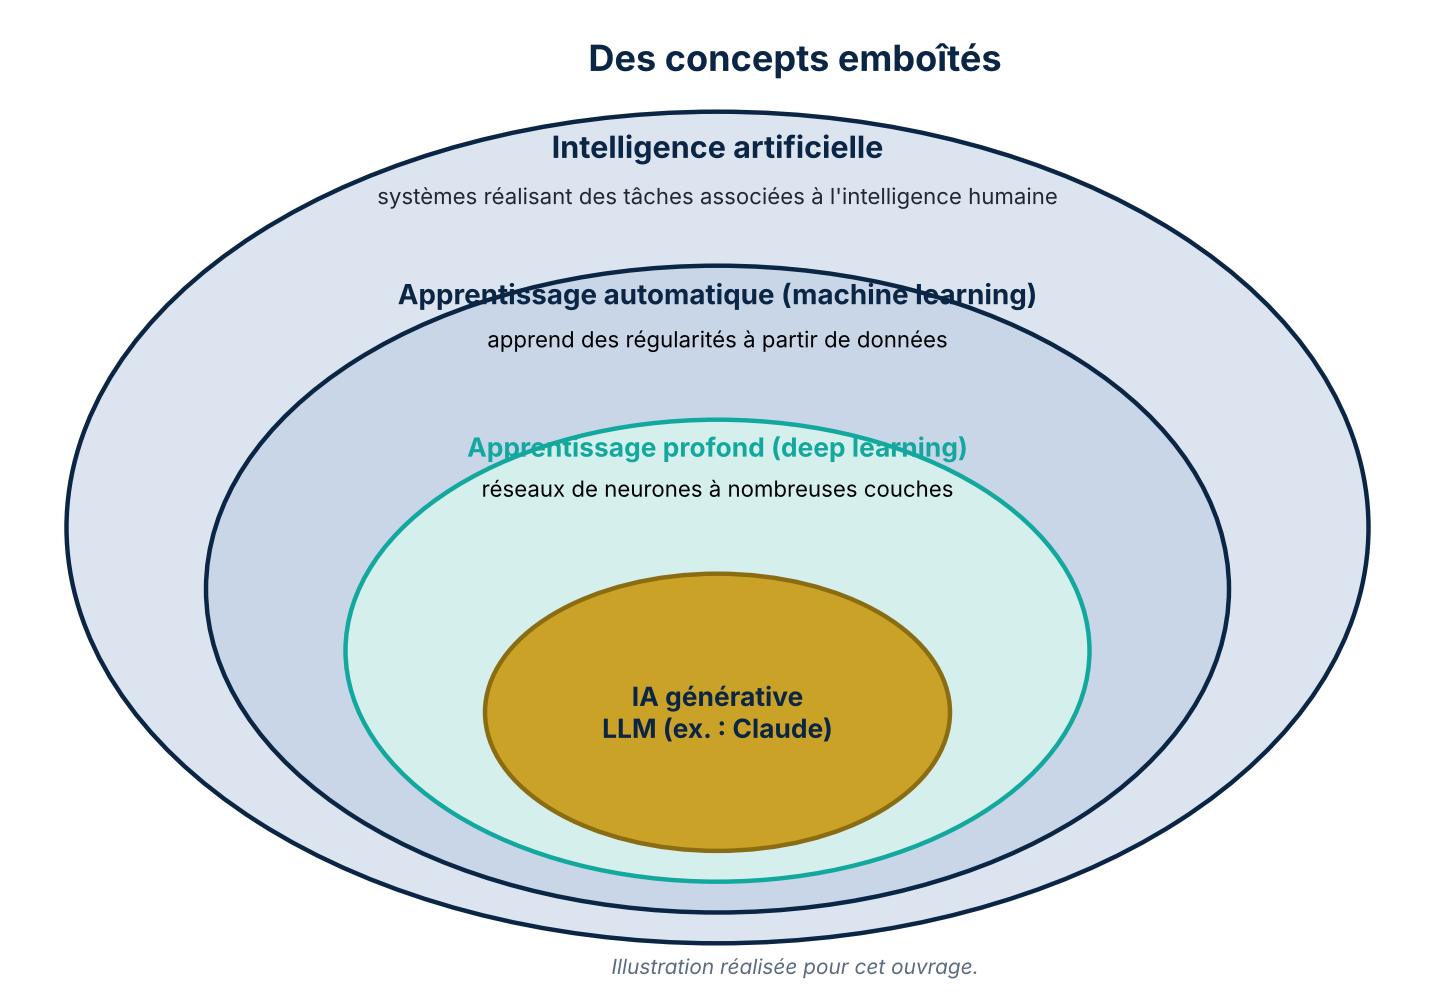 Des concepts emboîtés
Intelligence artificielle
systèmes réalisant des tâches associées à l'intelligence humaine
Apprentissage automatique (machine learning)
apprend des régularités à partir de données
Apprentissage profond (deep learning)
réseaux de neurones à nombreuses couches
IA générative
LLM (ex. : Claude)
Illustration réalisée pour cet ouvrage.